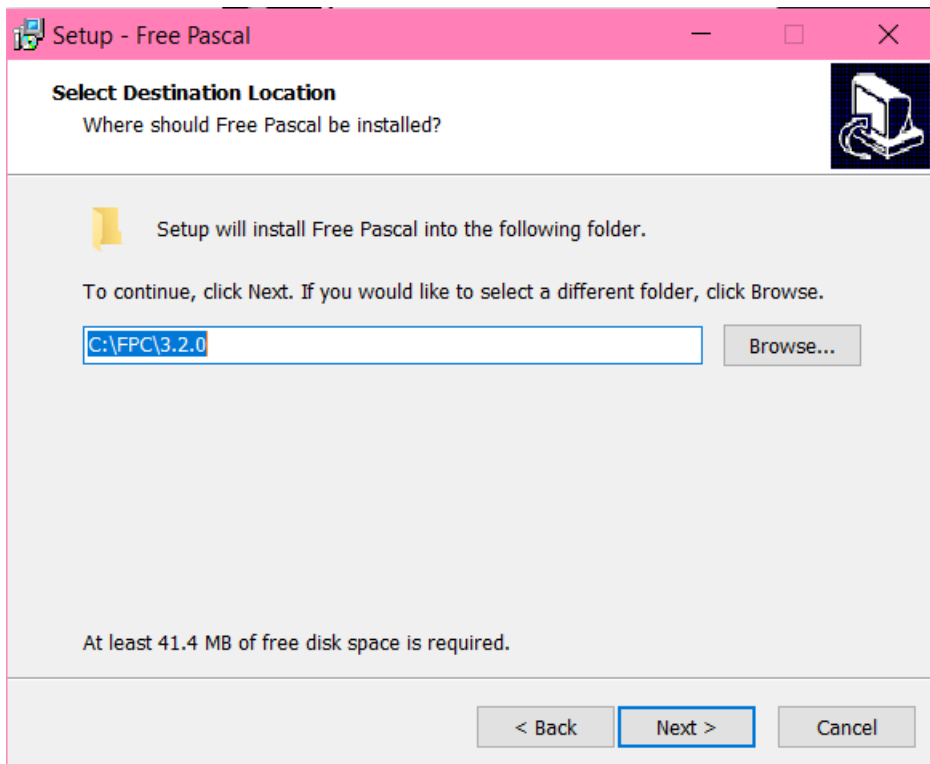 Setup - Free Pascal
Select Destination Location
Where should Free Pascal be installed?
Setup will install Free Pascal into the following folder.
To continue, click Next. If you would like to select a different folder, click Browse.
C:\FPC\3.2.0
Browse...
At least 41.4 MB of free disk space is required.
< Back
Next >
Cancel